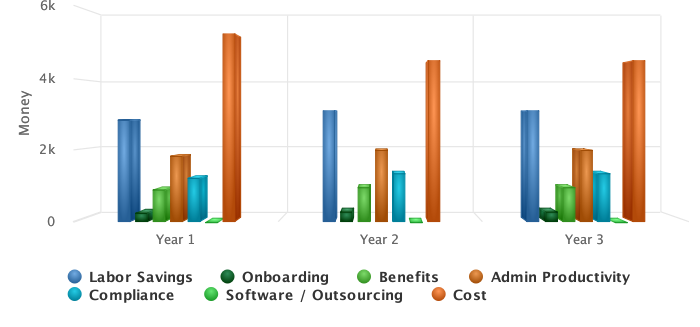 6k
4k
2k
0
Money
Year 1 Year 2 Year 3
Labor Savings Onboarding Benefits Admin Productivity
Compliance Software / Outsourcing Cost